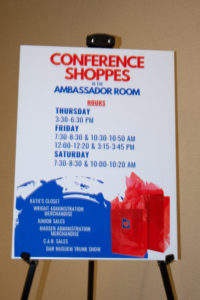 CONFERENCE
SHOPPES
IN THE
AMBASSADOR ROOM
HOURS
THURSDAY
3:30-6:30 PM
FRIDAY
7:30-8:30 & 10:30-10:50 AM
12:00-12:20 & 3:15-3:45 PM
SATURDAY
7:30-8:30 & 10:00-10:20 AM
KATIE'S CLOSET
WRIGHT ADMINISTRATION
MERCHANDISE
JUNIOR SALES
MADSEN ADMINISTRATION
MERCHANDISE
C.A.R. SALES
DAR TRUNK SHOW